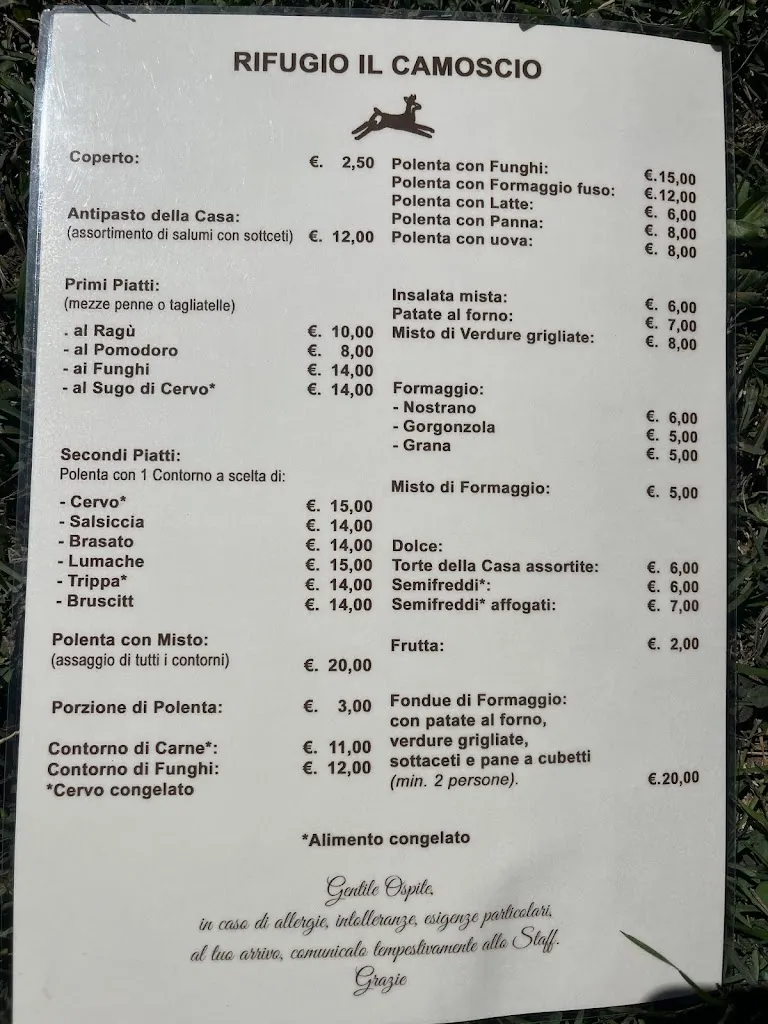 RIFUGIO IL CAMOSCIO
Coperto: €. 2,50
Antipasto della Casa:
(assortimento di salumi con sottceti) €. 12,00
Primi Piatti:
(mezze penne o tagliatelle)
. al Ragù €. 10,00
- al Pomodoro €. 8,00
- ai Funghi €. 14,00
- al Sugo di Cervo* €. 14,00
Secondi Piatti:
Polenta con 1 Contorno a scelta di:
- Cervo* €. 15,00
- Salsiccia €. 14,00
- Brasato €. 14,00
- Lumache €. 15,00
- Trippa* €. 14,00
- Bruscitt €. 14,00
Polenta con Misto:
(assaggio di tutti i contorni) €. 20,00
Porzione di Polenta: €. 3,00
Contorno di Carne*: €. 11,00
Contorno di Funghi: €. 12,00
*Cervo congelato
Polenta con Funghi: €.15,00
Polenta con Formaggio fuso: €.12,00
Polenta con Latte: €. 6,00
Polenta con Panna: €. 8,00
Polenta con uova: €. 8,00
Insalata mista: €. 6,00
Patate al forno: €. 7,00
Misto di Verdure grigliate: €. 8,00
Formaggio:
- Nostrano €. 6,00
- Gorgonzola €. 5,00
- Grana €. 5,00
Misto di Formaggio: €. 5,00
Dolce:
Torte della Casa assortite: €. 6,00
Semifreddi*: €. 6,00
Semifreddi* affogati: €. 7,00
Frutta: €. 2,00
Fondue di Formaggio:
con patate al forno,
verdure grigliate,
sottaceti e pane a cubetti
(min. 2 persone). €.20,00
*Alimento congelato
Gentile Ospite,
in caso di allergie, intolleranze, esigenze particolari,
al tuo arrivo, comunicalo tempestivamente allo Staff.
Grazie